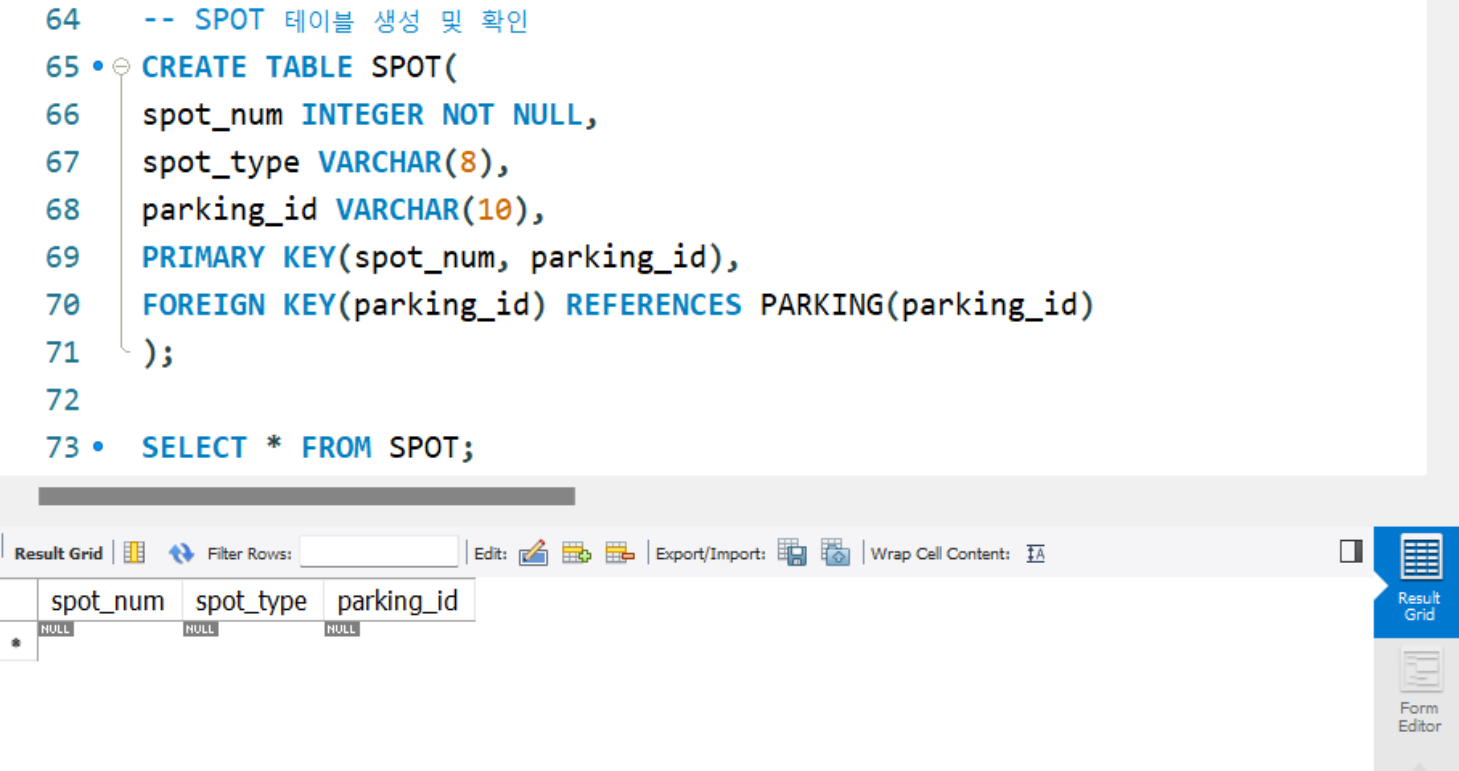 64 -- SPOT 테이블 생성 및 확인
65 CREATE TABLE SPOT(
66 spot_num INTEGER NOT NULL,
67 spot_type VARCHAR(8),
68 parking_id VARCHAR(10),
69 PRIMARY KEY(spot_num, parking_id),
70 FOREIGN KEY(parking_id) REFERENCES PARKING(parking_id)
71 );
72
73 SELECT * FROM SPOT;
Result Grid Filter Rows: Edit: Export/Import: Wrap Cell Content: IA
spot_num spot_type parking_id
* NULL NULL NULL
Result
Grid
Form
Editor